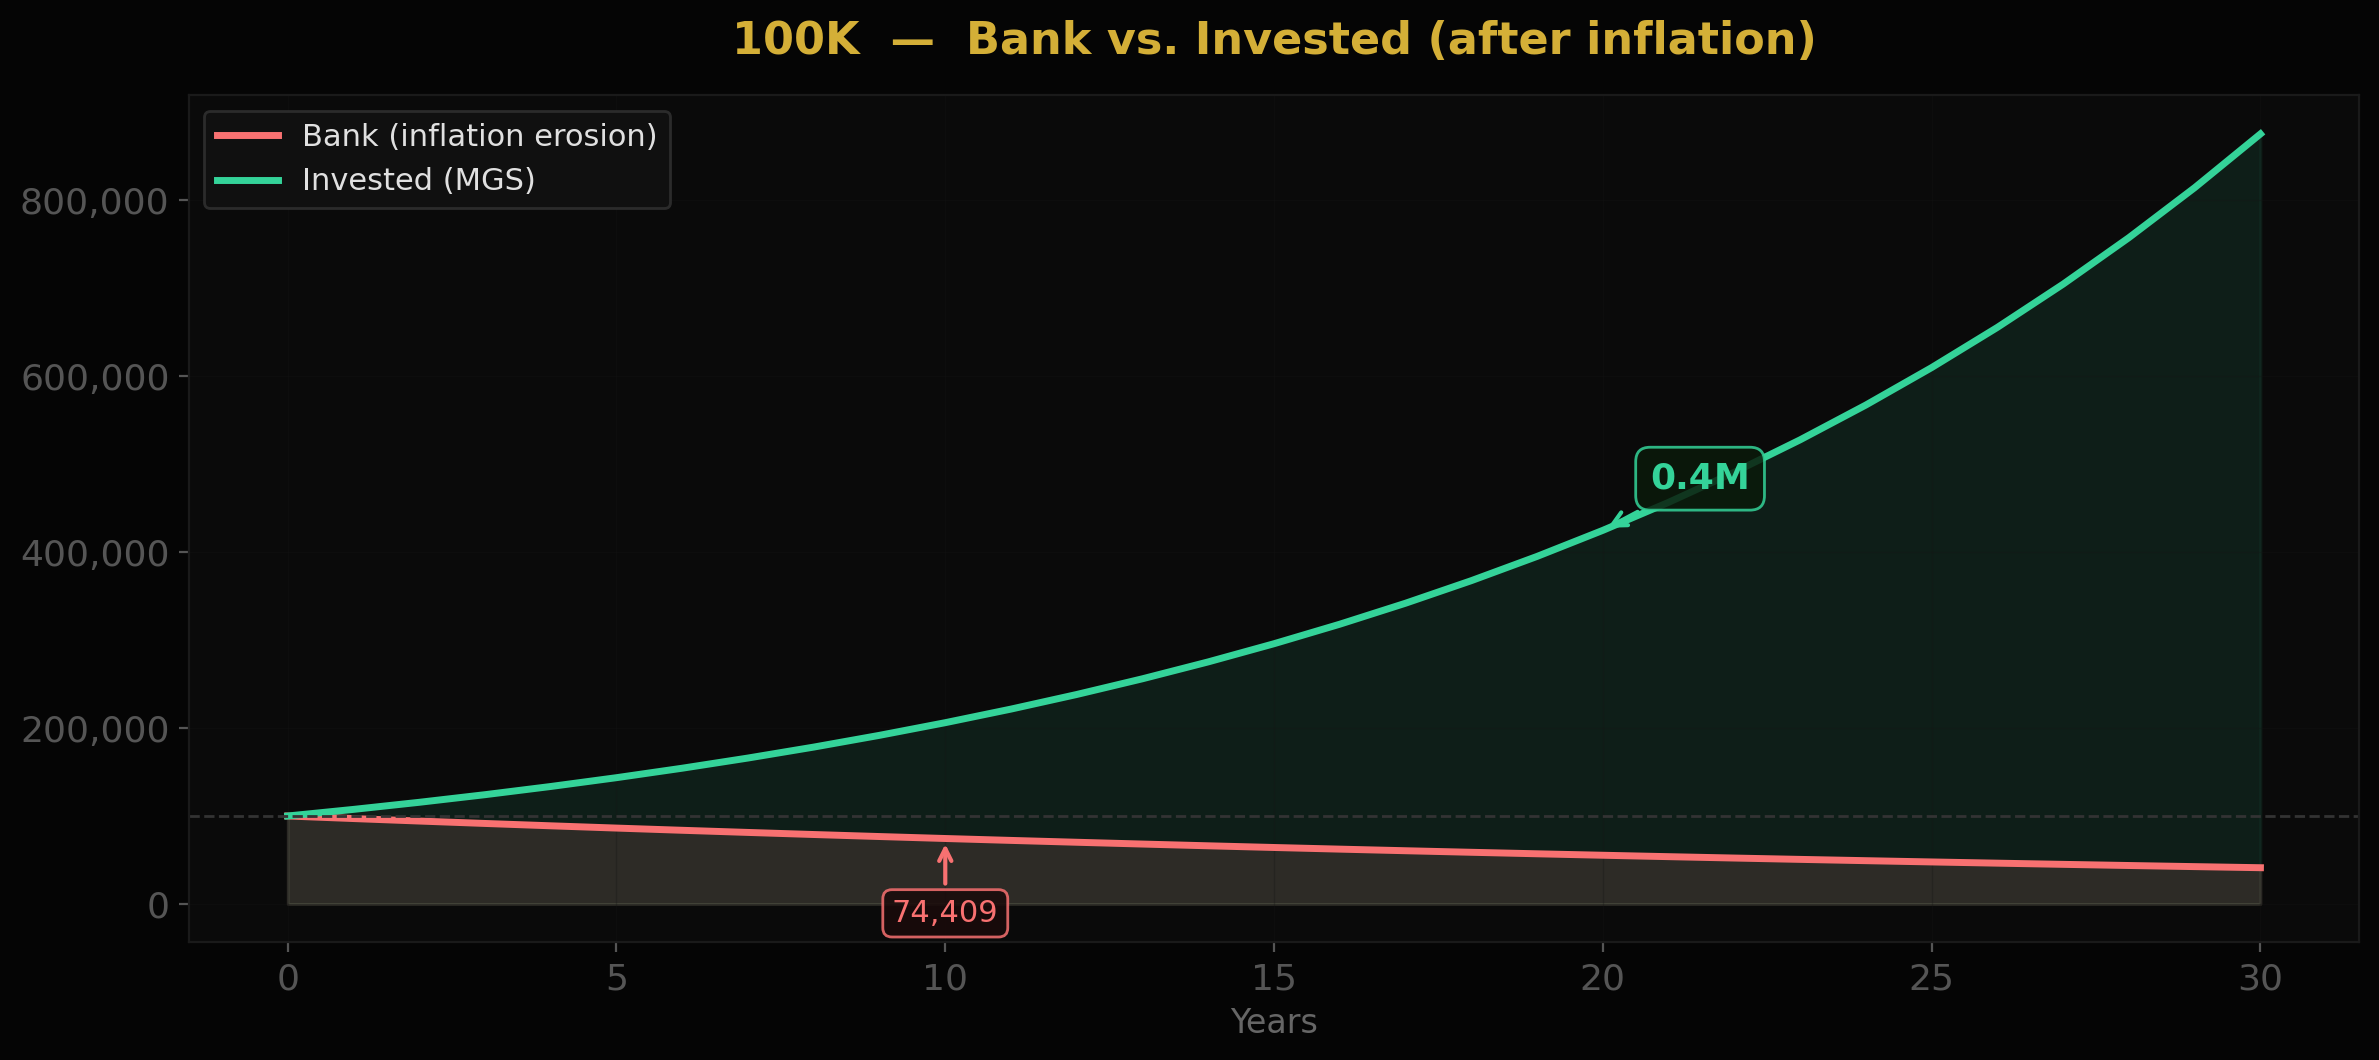 100K — Bank vs. Invested (after inflation)
Bank (inflation erosion)
Invested (MGS)
800,000
600,000
400,000
200,000
0
0.4M
74,409
0 5 10 15 20 25 30
Years